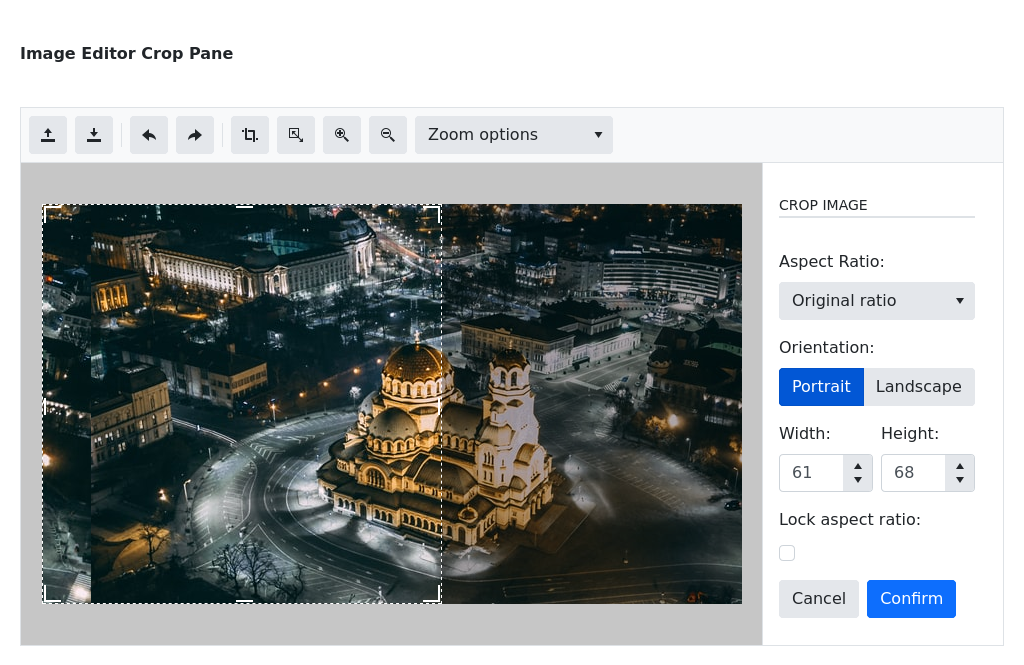 Image Editor Crop Pane
Zoom options
CROP IMAGE
Aspect Ratio:
Original ratio
Orientation:
Portrait Landscape
Width: Height:
61 68
Lock aspect ratio:
Cancel Confirm